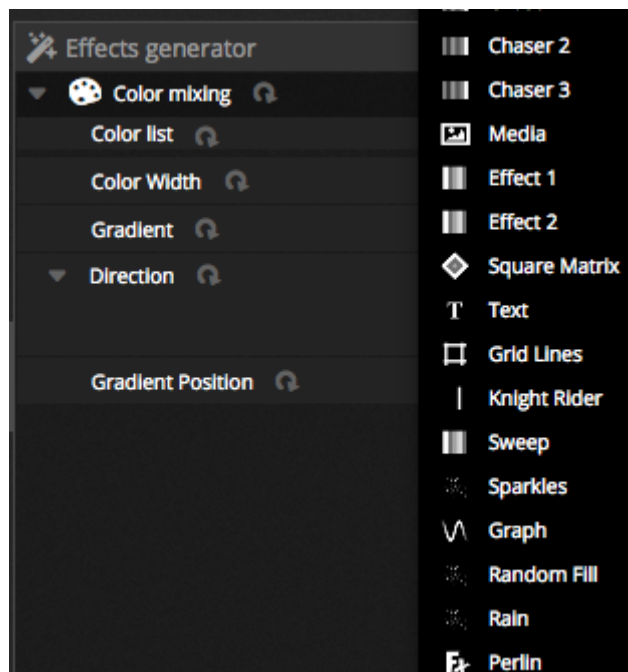 Effects generator
Color mixing
Color list
Color Width
Gradient
Direction
Gradient Position
Chaser 2
Chaser 3
Media
Effect 1
Effect 2
Square Matrix
Text
Grid Lines
Knight Rider
Sweep
Sparkles
Graph
Random Fill
Rain
Perlin